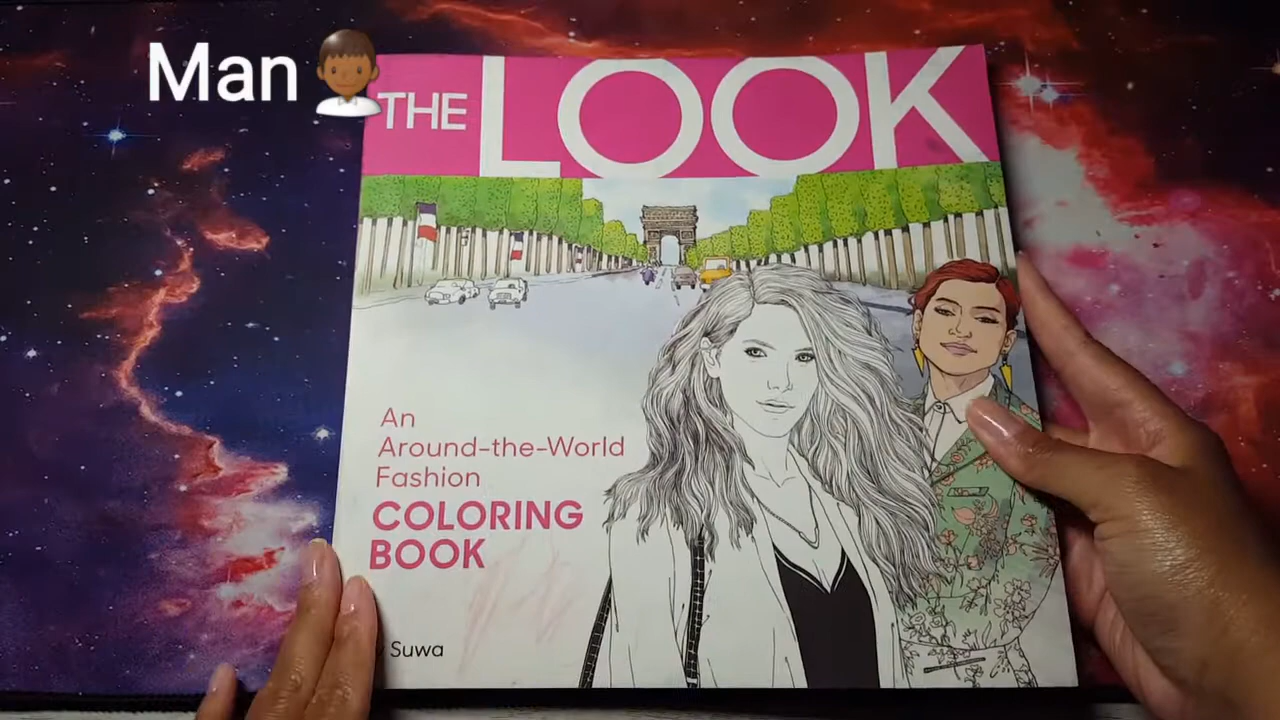 Man
THE LOOK
An
Around-the-World
Fashion
COLORING
BOOK
Suwa